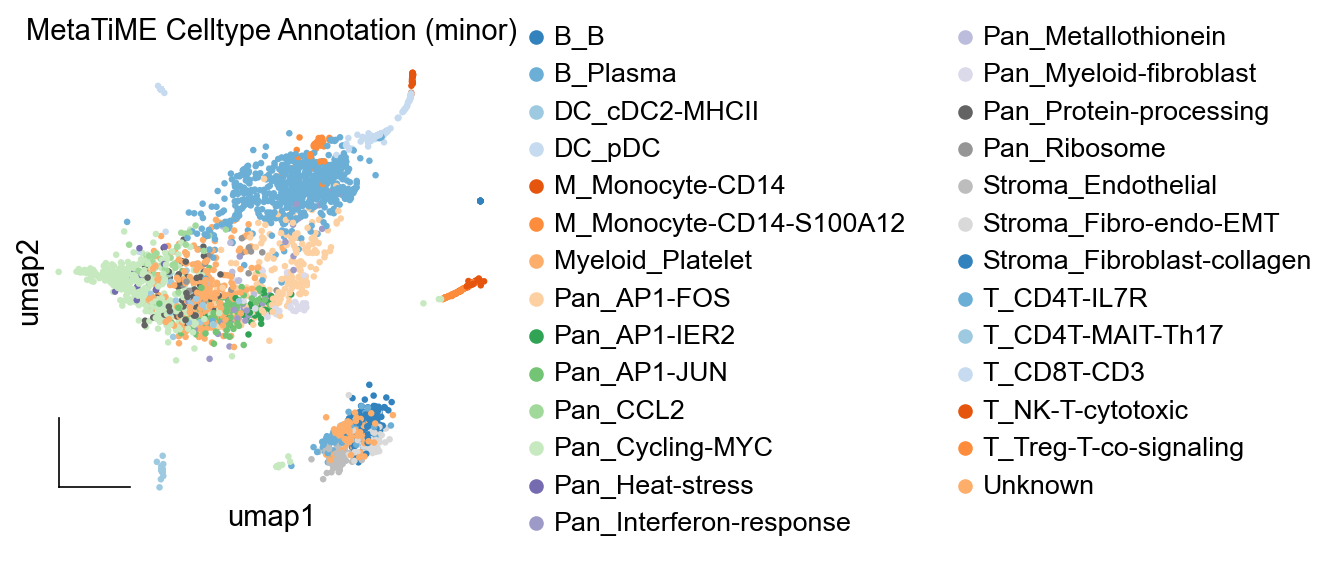 MetaTiME Celltype Annotation (minor)
umap2
umap1
B_B
B_Plasma
DC_cDC2-MHCII
DC_pDC
M_Monocyte-CD14
M_Monocyte-CD14-S100A12
Myeloid_Platelet
Pan_AP1-FOS
Pan_AP1-IER2
Pan_AP1-JUN
Pan_CCL2
Pan_Cycling-MYC
Pan_Heat-stress
Pan_Interferon-response
Pan_Metallothionein
Pan_Myeloid-fibroblast
Pan_Protein-processing
Pan_Ribosome
Stroma_Endothelial
Stroma_Fibro-endo-EMT
Stroma_Fibroblast-collagen
T_CD4T-IL7R
T_CD4T-MAIT-Th17
T_CD8T-CD3
T_NK-T-cytotoxic
T_Treg-T-co-signaling
Unknown